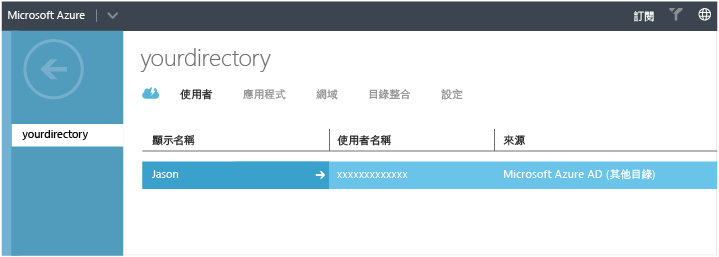 Microsoft Azure 訂閱
yourdirectory
使用者 應用程式 網域 目錄整合 設定
yourdirectory
顯示名稱 使用者名稱 來源
Jason xxxxxxxxxxxxx Microsoft Azure AD (其他目錄)